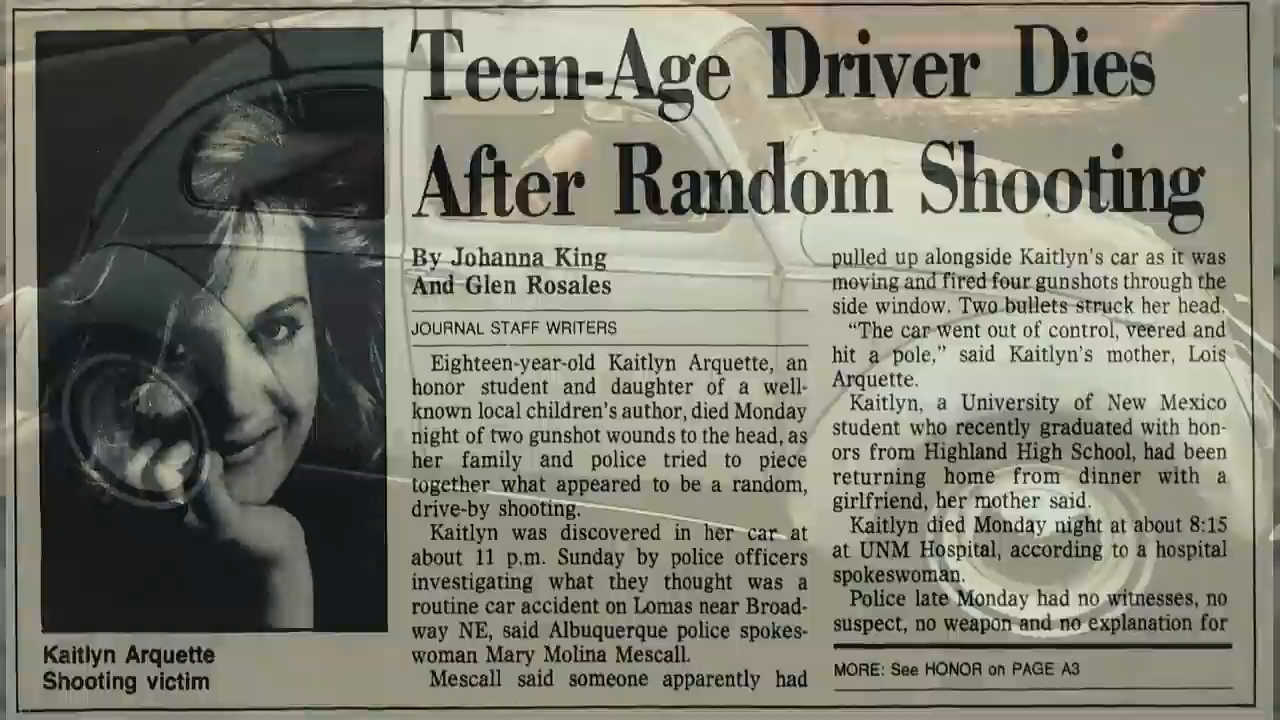 Teen-Age Driver Dies
After Random Shooting
By Johanna King
And Glen Rosales
JOURNAL STAFF WRITERS
Eighteen-year-old Kaitlyn Arquette, an
honor student and daughter of a well-
known local children's author, died Monday
night of two gunshot wounds to the head, as
her family and police tried to piece
together what appeared to be a random,
drive-by shooting.
Kaitlyn was discovered in her car at
about 11 p.m. Sunday by police officers
investigating what they thought was a
routine car accident on Lomas near Broad-
way NE, said Albuquerque police spokes-
woman Mary Molina Mescall.
Mescall said someone apparently had
pulled up alongside Kaitlyn's car as it was
moving and fired four gunshots through the
side window. Two bullets struck her head.
"The car went out of control, veered and
hit a pole," said Kaitlyn's mother, Lois
Arquette.
Kaitlyn, a University of New Mexico
student who recently graduated with hon-
ors from Highland High School, had been
returning home from dinner with a
girlfriend, her mother said.
Kaitlyn died Monday night at about 8:15
at UNM Hospital, according to a hospital
spokeswoman.
Police late Monday had no witnesses, no
suspect, no weapon and no explanation for
MORE: See HONOR on PAGE A3
Kaitlyn Arquette
Shooting victim